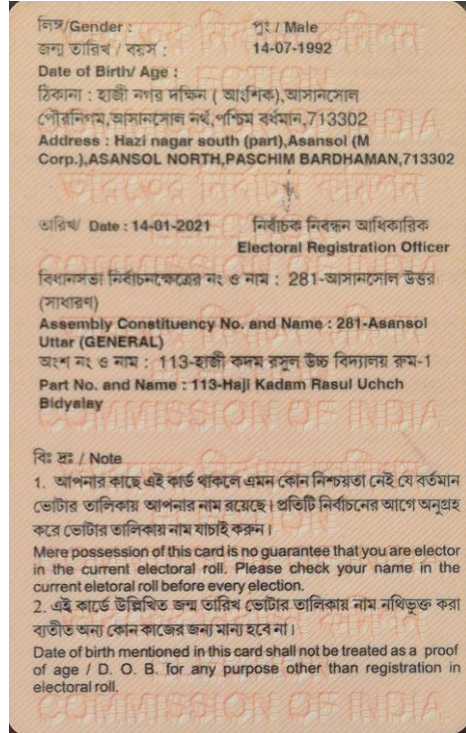 লিঙ্গ/Gender : পুং / Male
জন্ম তারিখ / বয়স : 14-07-1992
Date of Birth/ Age :
ঠিকানা : হাজী নগর দক্ষিন ( আংশিক),আসানসোল
পৌরনিগম,আসানসোল নর্থ,পশ্চিম বর্ধমান,713302
Address : Hazi nagar south (part),Asansol (M
Corp.),ASANSOL NORTH,PASCHIM BARDHAMAN,713302
তারিখ/ Date : 14-01-2021 নির্বাচক নিবন্ধন আধিকারিক
Electoral Registration Officer
বিধানসভা নির্বাচনক্ষেত্রের নং ও নাম : 281-আসানসোল উত্তর
(সাধারণ)
Assembly Constituency No. and Name : 281-Asansol
Uttar (GENERAL)
অংশ নং ও নাম : 113-হাজী কদম রসুল উচ্চ বিদ্যালয় রুম-1
Part No. and Name : 113-Haji Kadam Rasul Uchch
Bidyalay
COMMISSION OF INDIA
বিঃ দ্রঃ / Note
1. আপনার কাছে এই কার্ড থাকলে এমন কোন নিশ্চয়তা নেই যে বর্তমান
ভোটার তালিকায় আপনার নাম রয়েছে। প্রতিটি নির্বাচনের আগে অনুগ্রহ
করে ভোটার তালিকায় নাম যাচাই করুন।
Mere possession of this card is no guarantee that you are elector
in the current electoral roll. Please check your name in the
current eletoral roll before every election.
2. এই কার্ডে উল্লিখিত জন্ম তারিখ ভোটার তালিকায় নাম নথিভুক্ত করা
ব্যতীত অন্য কোন কাজের জন্য মান্য হবে না।
Date of birth mentioned in this card shall not be treated as a proof
of age / D. O. B. for any purpose other than registration in
electoral roll.
COMMISSION OF INDIA